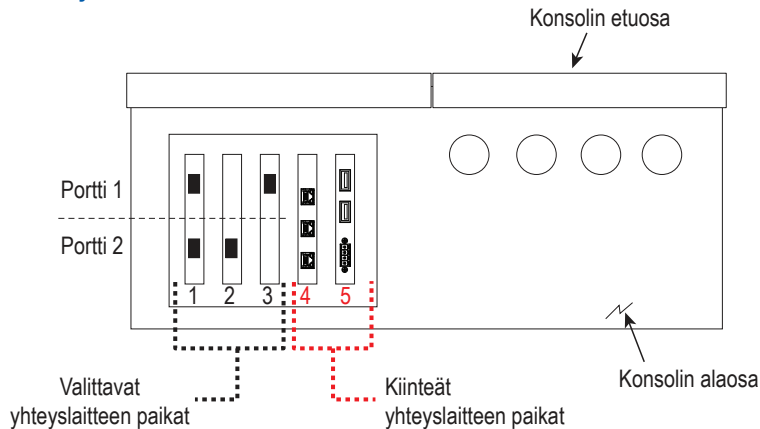 Konsolin etuosa
Portti 1
Portti 2
1 2 3 4 5
Valittavat
yhteyslaitteen paikat
Kiinteät
yhteyslaitteen paikat
Konsolin alaosa